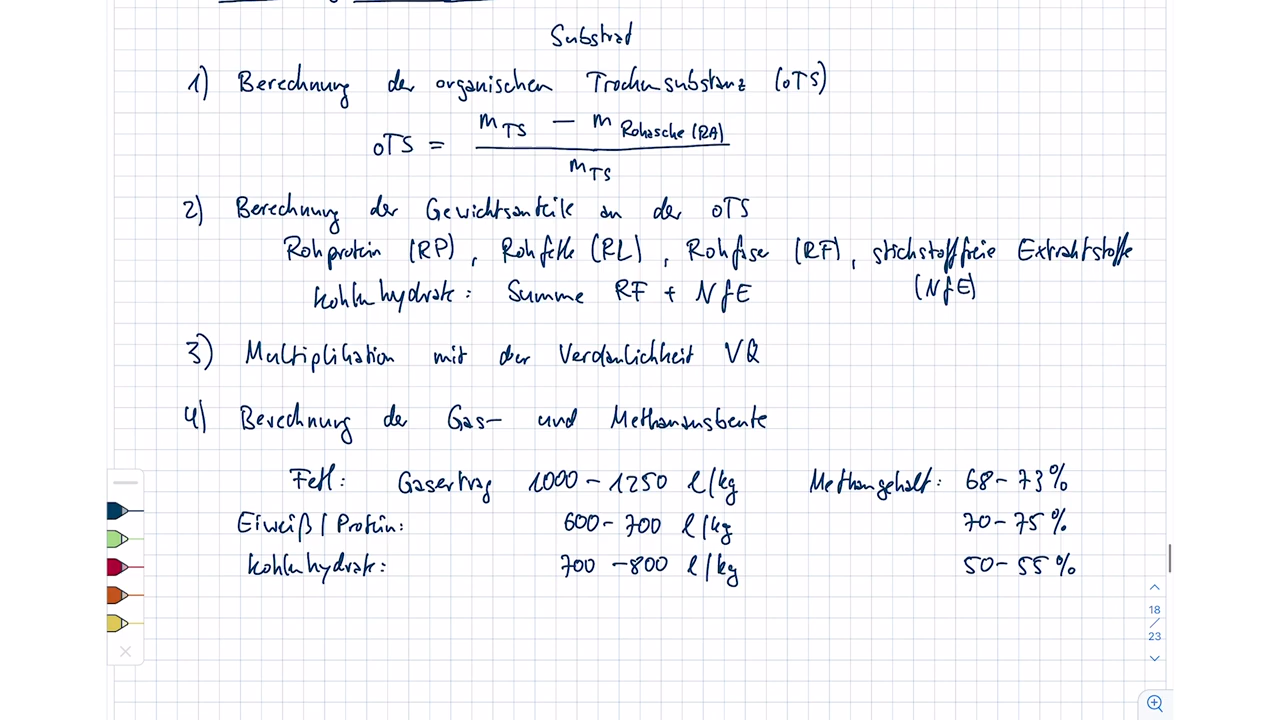 Substrat
1) Berechnung der organischen Trockensubstanz (oTS)
oTS = (m_TS − m_Rohasche (RA)) / m_TS
2) Berechnung der Gewichtsanteile an der oTS
Rohprotein (RP), Rohfette (RL), Rohfaser (RF), stickstofffreie Extraktstoffe (NfE)
Kohlenhydrate: Summe RF + NfE
3) Multiplikation mit der Verdaulichkeit VQ
4) Berechnung der Gas- und Methanausbeute
Fett: Gasertrag 1000 - 1250 l/kg Methangehalt: 68 - 73 %
Eiweiß / Protein: 600 - 700 l/kg 70 - 75 %
Kohlenhydrate: 700 - 800 l/kg 50 - 55 %
18
/
23